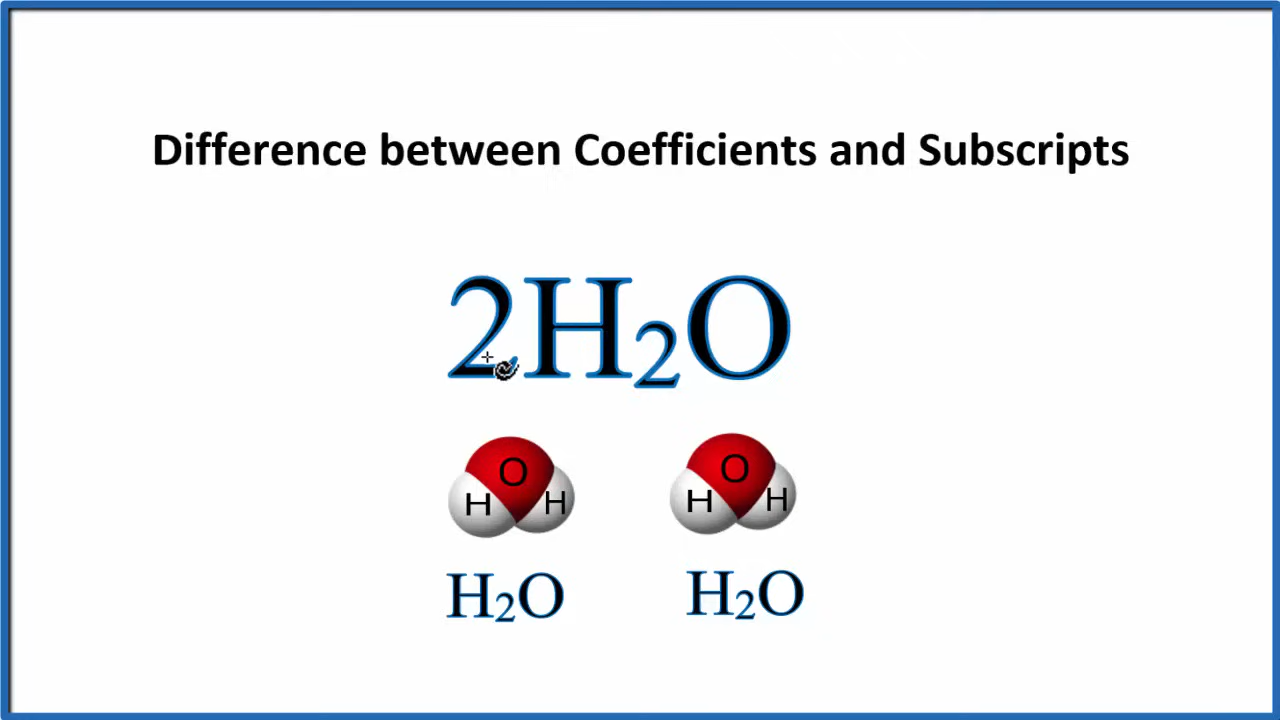 Difference between Coefficients and Subscripts
2H₂O
O O
H H H H
H₂O H₂O